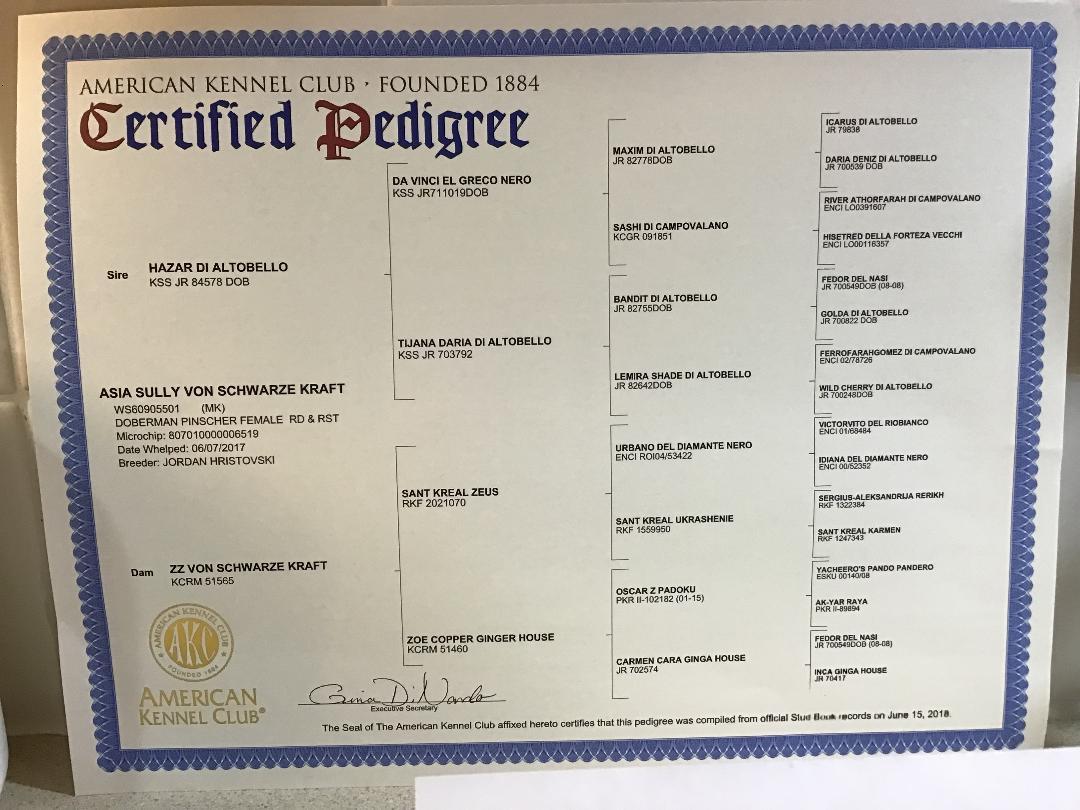 AMERICAN KENNEL CLUB · FOUNDED 1884
Certified Pedigree
Sire
HAZAR DI ALTOBELLO
KSS JR 84578 DOB
ASIA SULLY VON SCHWARZE KRAFT
WS60905501 (MK)
DOBERMAN PINSCHER FEMALE RD & RST
Microchip: 807010000006519
Date Whelped: 06/07/2017
Breeder: JORDAN HRISTOVSKI
Dam
ZZ VON SCHWARZE KRAFT
KCRM 51565
DA VINCI EL GRECO NERO
KSS JR711019DOB
TIJANA DARIA DI ALTOBELLO
KSS JR 703792
SANT KREAL ZEUS
RKF 2021070
ZOE COPPER GINGER HOUSE
KCRM 51460
MAXIM DI ALTOBELLO
JR 82778DOB
SASHI DI CAMPOVALANO
KCGR 091851
BANDIT DI ALTOBELLO
JR 82755DOB
LEMIRA SHADE DI ALTOBELLO
JR 82642DOB
URBANO DEL DIAMANTE NERO
ENCI ROI04/53422
SANT KREAL UKRASHENIE
RKF 1559950
OSCAR Z PADOKU
PKR II-102182 (01-15)
CARMEN CARA GINGA HOUSE
JR 702574
ICARUS DI ALTOBELLO
JR 79838
DARIA DENIZ DI ALTOBELLO
JR 700539 DOB
RIVER ATHORFARAH DI CAMPOVALANO
ENCI LO0391607
HISETRED DELLA FORTEZA VECCHI
ENCI LO00116357
FEDOR DEL NASI
JR 700549DOB (08-08)
GOLDA DI ALTOBELLO
JR 700822 DOB
FERROFARAHGOMEZ DI CAMPOVALANO
ENCI 02/78726
WILD CHERRY DI ALTOBELLO
JR 700248DOB
VICTORVITO DEL RIOBIANCO
ENCI 01/68484
IDIANA DEL DIAMANTE NERO
ENCI 00/52352
SERGIUS-ALEKSANDRIJA RERIKH
RKF 1322384
SANT KREAL KARMEN
RKF 1247343
YACHEERO'S PANDO PANDERO
ESKU 00140/08
AK-YAR RAYA
PKR II-89894
FEDOR DEL NASI
JR 700549DOB (08-08)
INCA GINGA HOUSE
JR 70417
AMERICAN KENNEL CLUB
AKC
FOUNDED 1884
AMERICAN
KENNEL CLUB®
Gina DiNardo
Executive Secretary
The Seal of The American Kennel Club affixed hereto certifies that this pedigree was compiled from official Stud Book records on June 15, 2018.